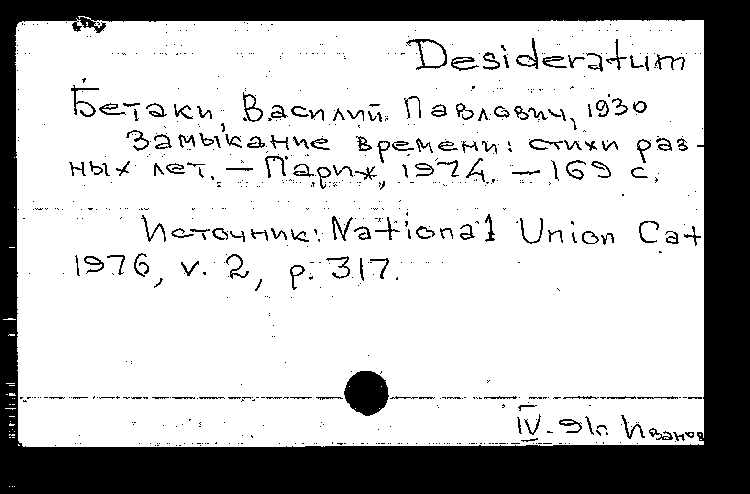 Desideratum
Бетаки, Василий Павлович, 1930
Замыкание времени: стихи раз-
ных лет. — Париж, 1974. — 169 с.
Источник: National Union Cat
1976, v. 2, p. 317.
IV. 91г. Иванов